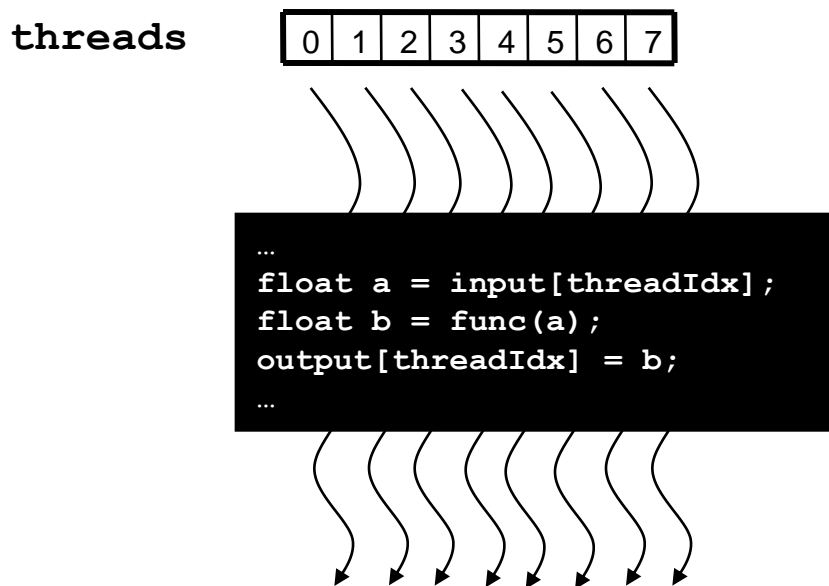 threads 0 1 2 3 4 5 6 7
…
float a = input[threadIdx];
float b = func(a);
output[threadIdx] = b;
…